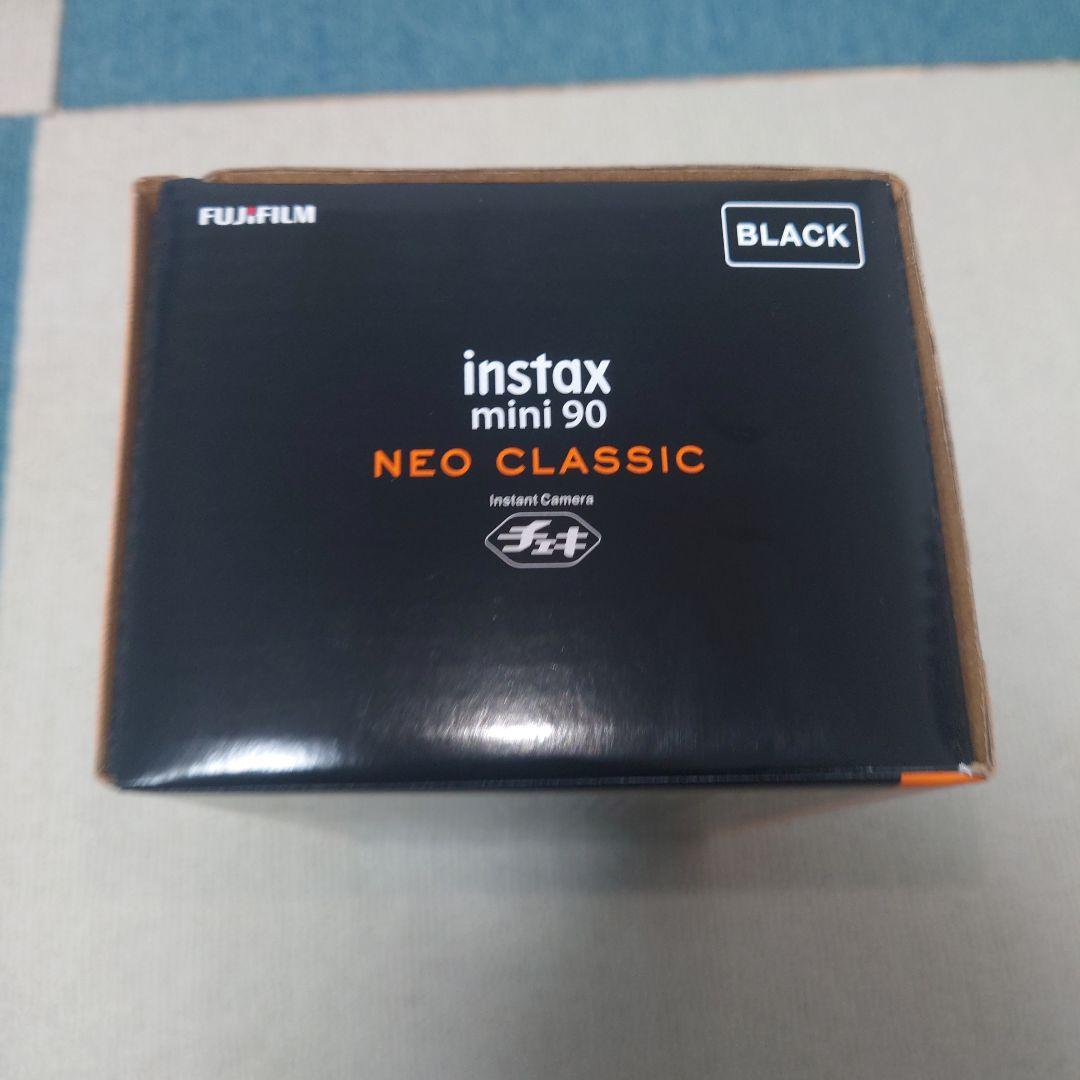 FUJIFILM
BLACK
instax
mini 90
NEO CLASSIC
Instant Camera
チェキ